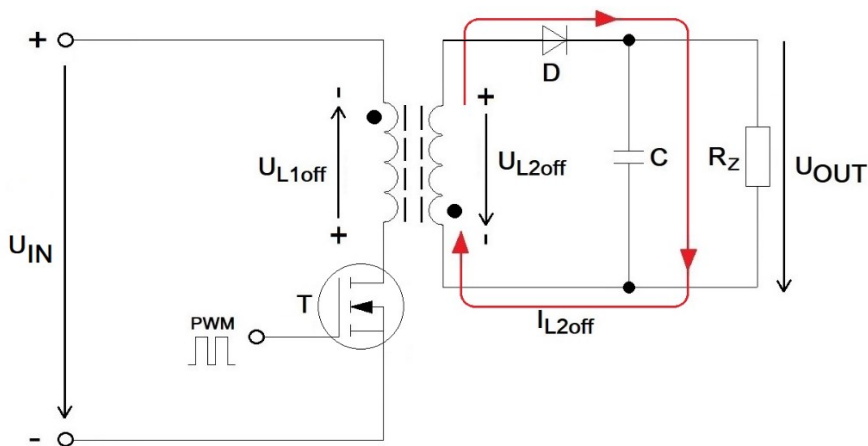 +
D
-
+
U_L1off
U_L2off
C
R_Z
U_OUT
U_IN
+
-
T
I_L2off
PWM
-